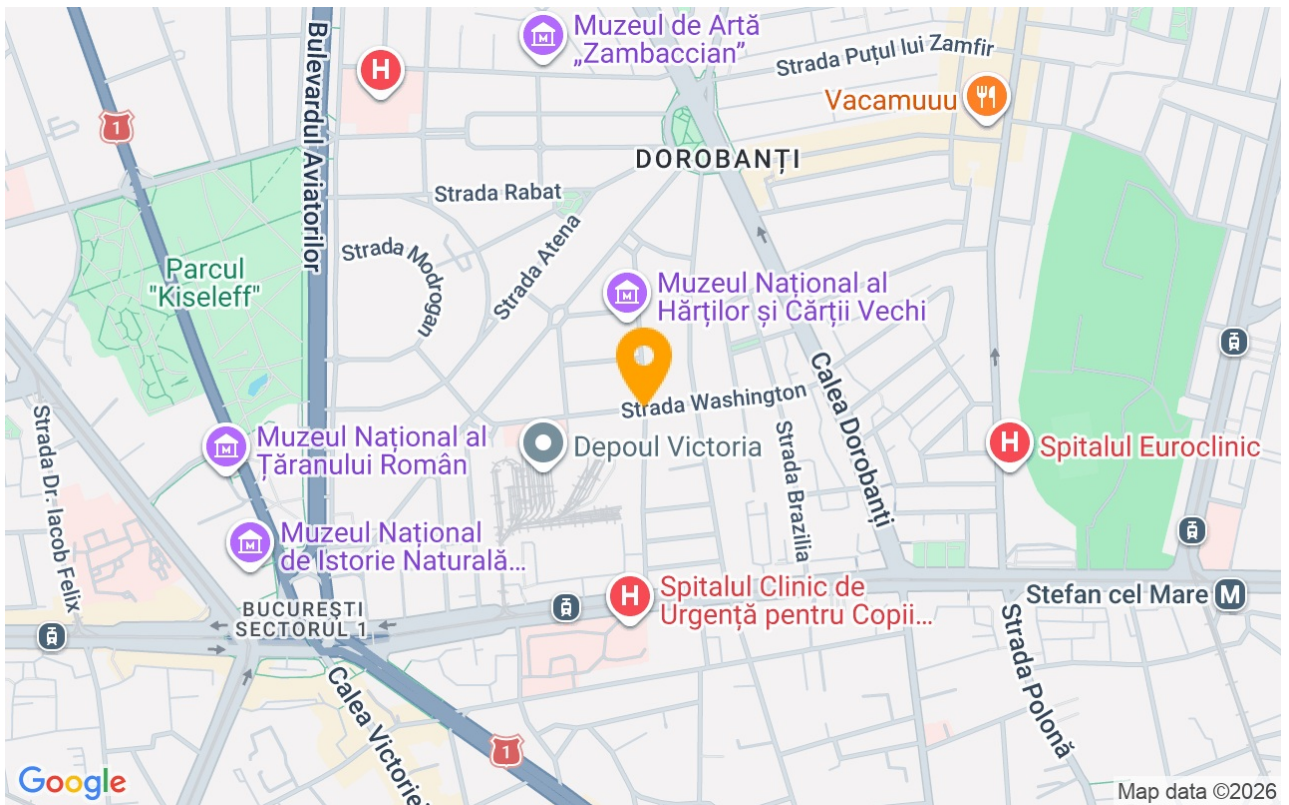 Muzeul de Artă
„Zambaccian”
Strada Puțul lui Zamfir
Bulevardul Aviatorilor
H
Vacamuuu
1
DOROBANȚI
Strada Rabat
Strada Atena
Strada Modrogan
Parcul
"Kiseleff"
Muzeul Național al
Hărților și Cărții Vechi
Calea Dorobanți
Strada Washington
Strada Brazilia
Strada Dr. Iacob Felix
Muzeul Național al
Țăranului Român
Depoul Victoria
H
Spitalul Euroclinic
Muzeul Național
de Istorie Naturală...
H
Spitalul Clinic de
Urgență pentru Copii...
Stefan cel Mare M
BUCUREȘTI
SECTORUL 1
Strada Polonă
Calea Victorie
1
Google
Map data ©2026